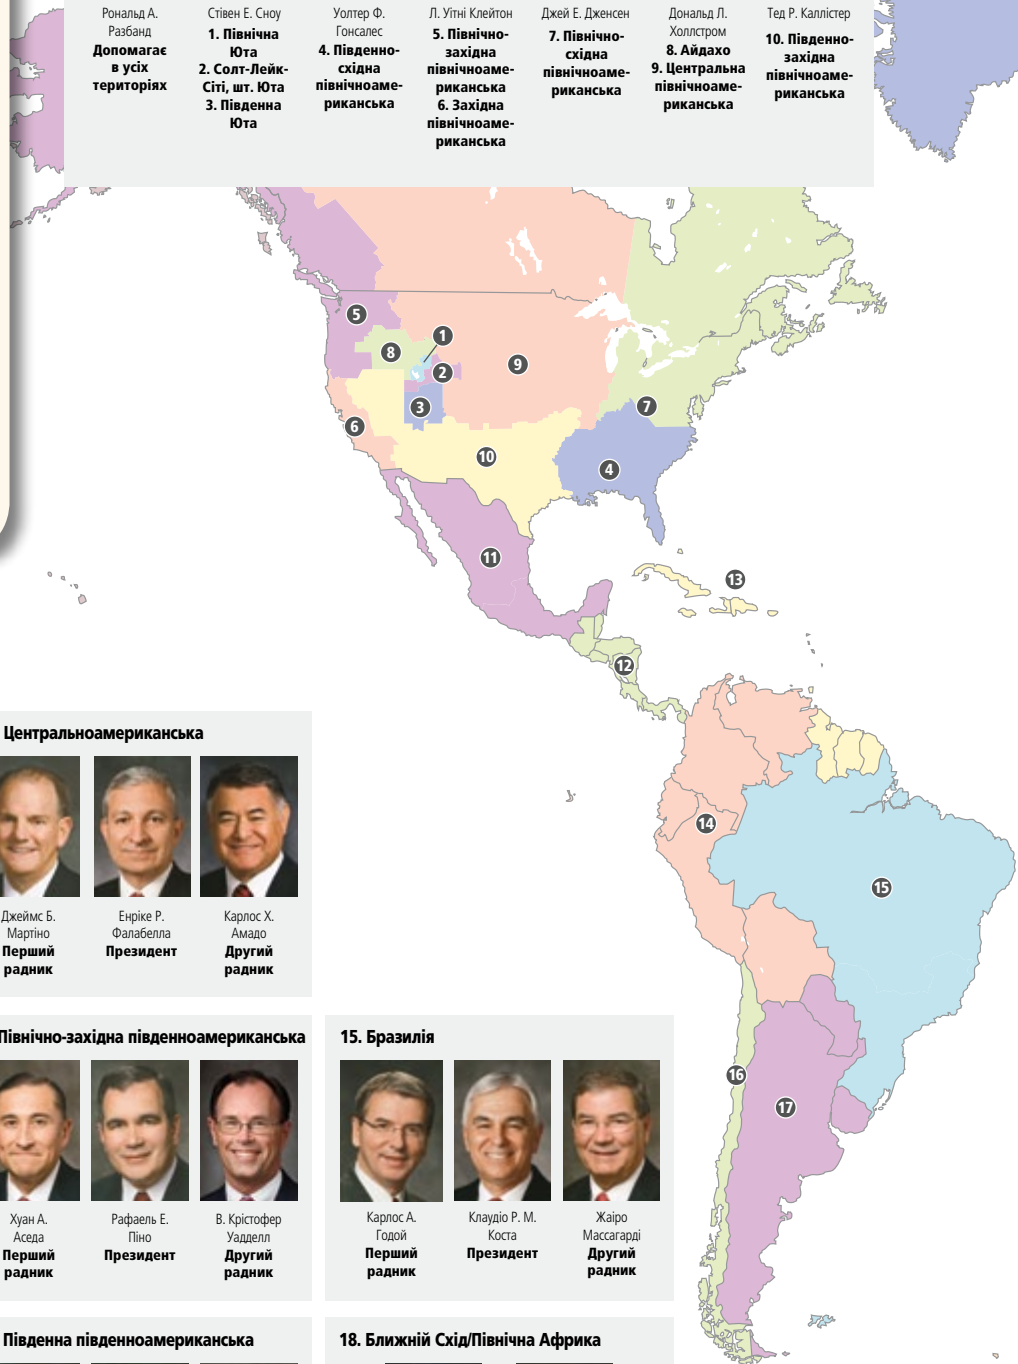 Рональд А.
Разбанд
Допомагає
в усіх
територіях
Стівен Е. Сноу
1. Північна
Юта
2. Солт-Лейк-
Сіті, шт. Юта
3. Південна
Юта
Уолтер Ф.
Гонсалес
4. Південно-
східна
північноаме-
риканська
Л. Уітні Клейтон
5. Північно-
західна
північноаме-
риканська
6. Західна
північноаме-
риканська
Джей Е. Дженсен
7. Північно-
східна
північноаме-
риканська
Дональд Л.
Холлстром
8. Айдахо
9. Центральна
північноаме-
риканська
Тед Р. Каллістер
10. Південно-
західна
північноаме-
риканська
5
1
8
2
9
3
7
6
10
4
11
13
12
14
15
16
17
Центральноамериканська
Джеймс Б.
Мартіно
Перший
радник
Енріке Р.
Фалабелла
Президент
Карлос Х.
Амадо
Другий
радник
Північно-західна південноамериканська
Хуан А.
Аседа
Перший
радник
Рафаель Е.
Піно
Президент
В. Крістофер
Уадделл
Другий
радник
15. Бразилія
Карлос А.
Годой
Перший
радник
Клаудіо Р. М.
Коста
Президент
Жаіро
Массагарді
Другий
радник
Південна південноамериканська
18. Ближній Схід/Північна Африка